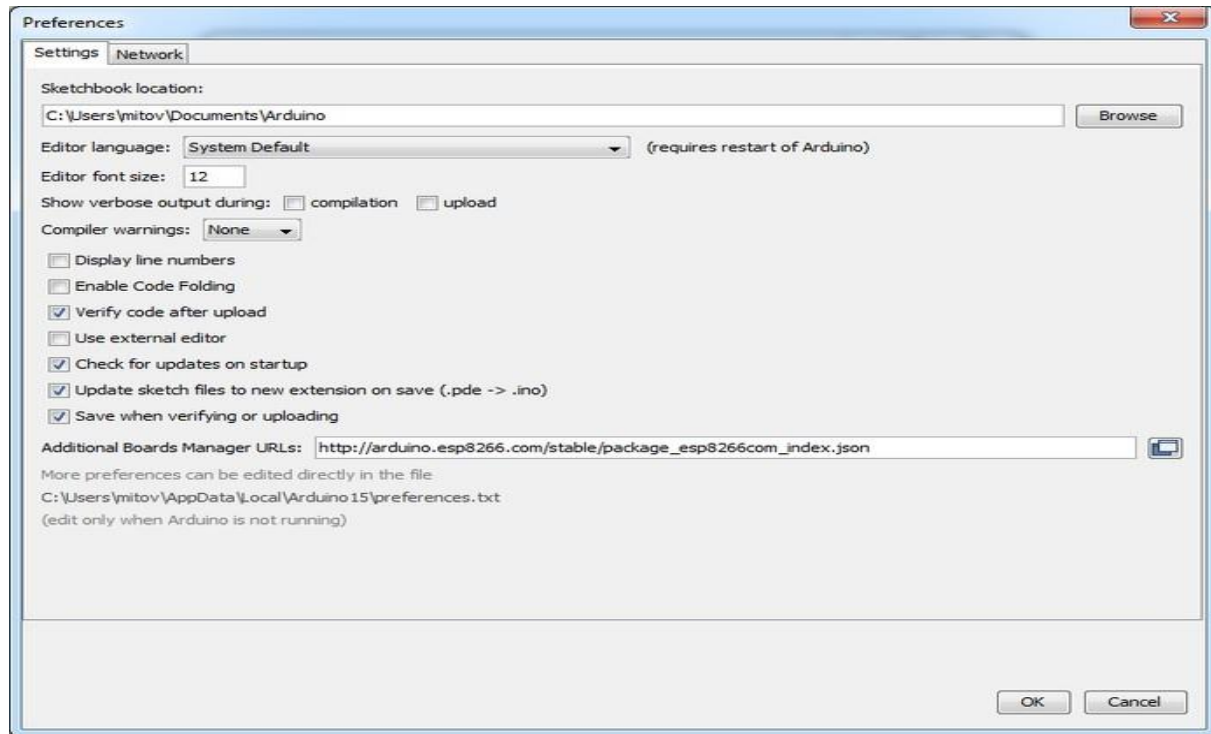 Preferences
Settings Network
Sketchbook location:
C:\Users\mitov\Documents\Arduino Browse
Editor language: System Default (requires restart of Arduino)
Editor font size: 12
Show verbose output during: compilation upload
Compiler warnings: None
Display line numbers
Enable Code Folding
Verify code after upload
Use external editor
Check for updates on startup
Update sketch files to new extension on save (.pde -> .ino)
Save when verifying or uploading
Additional Boards Manager URLs: http://arduino.esp8266.com/stable/package_esp8266com_index.json
More preferences can be edited directly in the file
C:\Users\mitov\AppData\Local\Arduino15\preferences.txt
(edit only when Arduino is not running)
OK Cancel